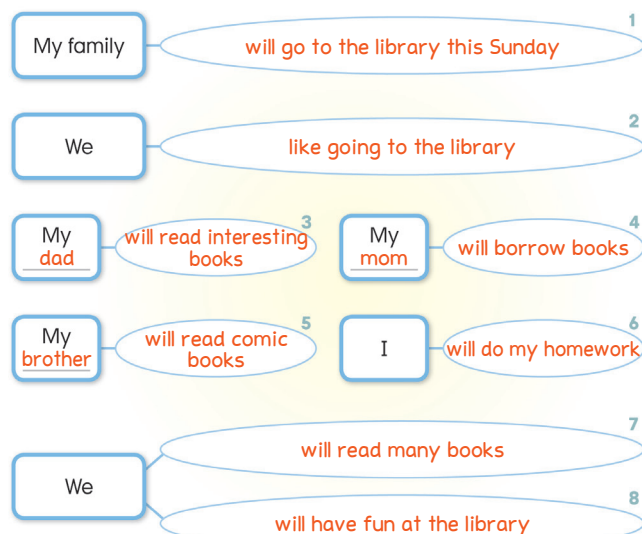 1
My family
will go to the library this Sunday
2
We
like going to the library
3
My
dad
will read interesting
books
4
My
mom
will borrow books
5
My
brother
will read comic
books
6
I
will do my homework
7
will read many books
We
8
will have fun at the library